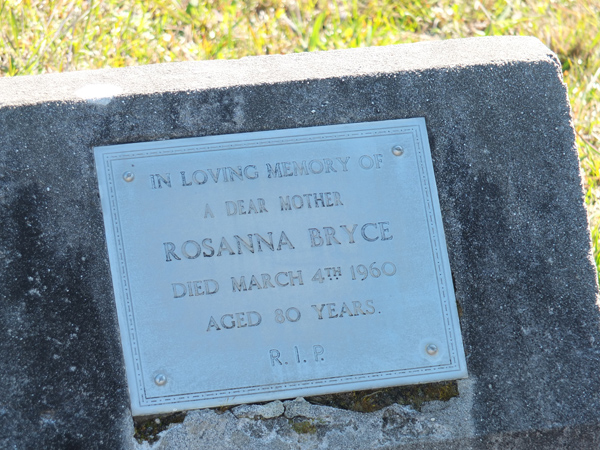 IN LOVING MEMORY OF
A DEAR MOTHER
ROSANNA BRYCE
DIED MARCH 4TH 1960
AGED 80 YEARS.
R. I. P.